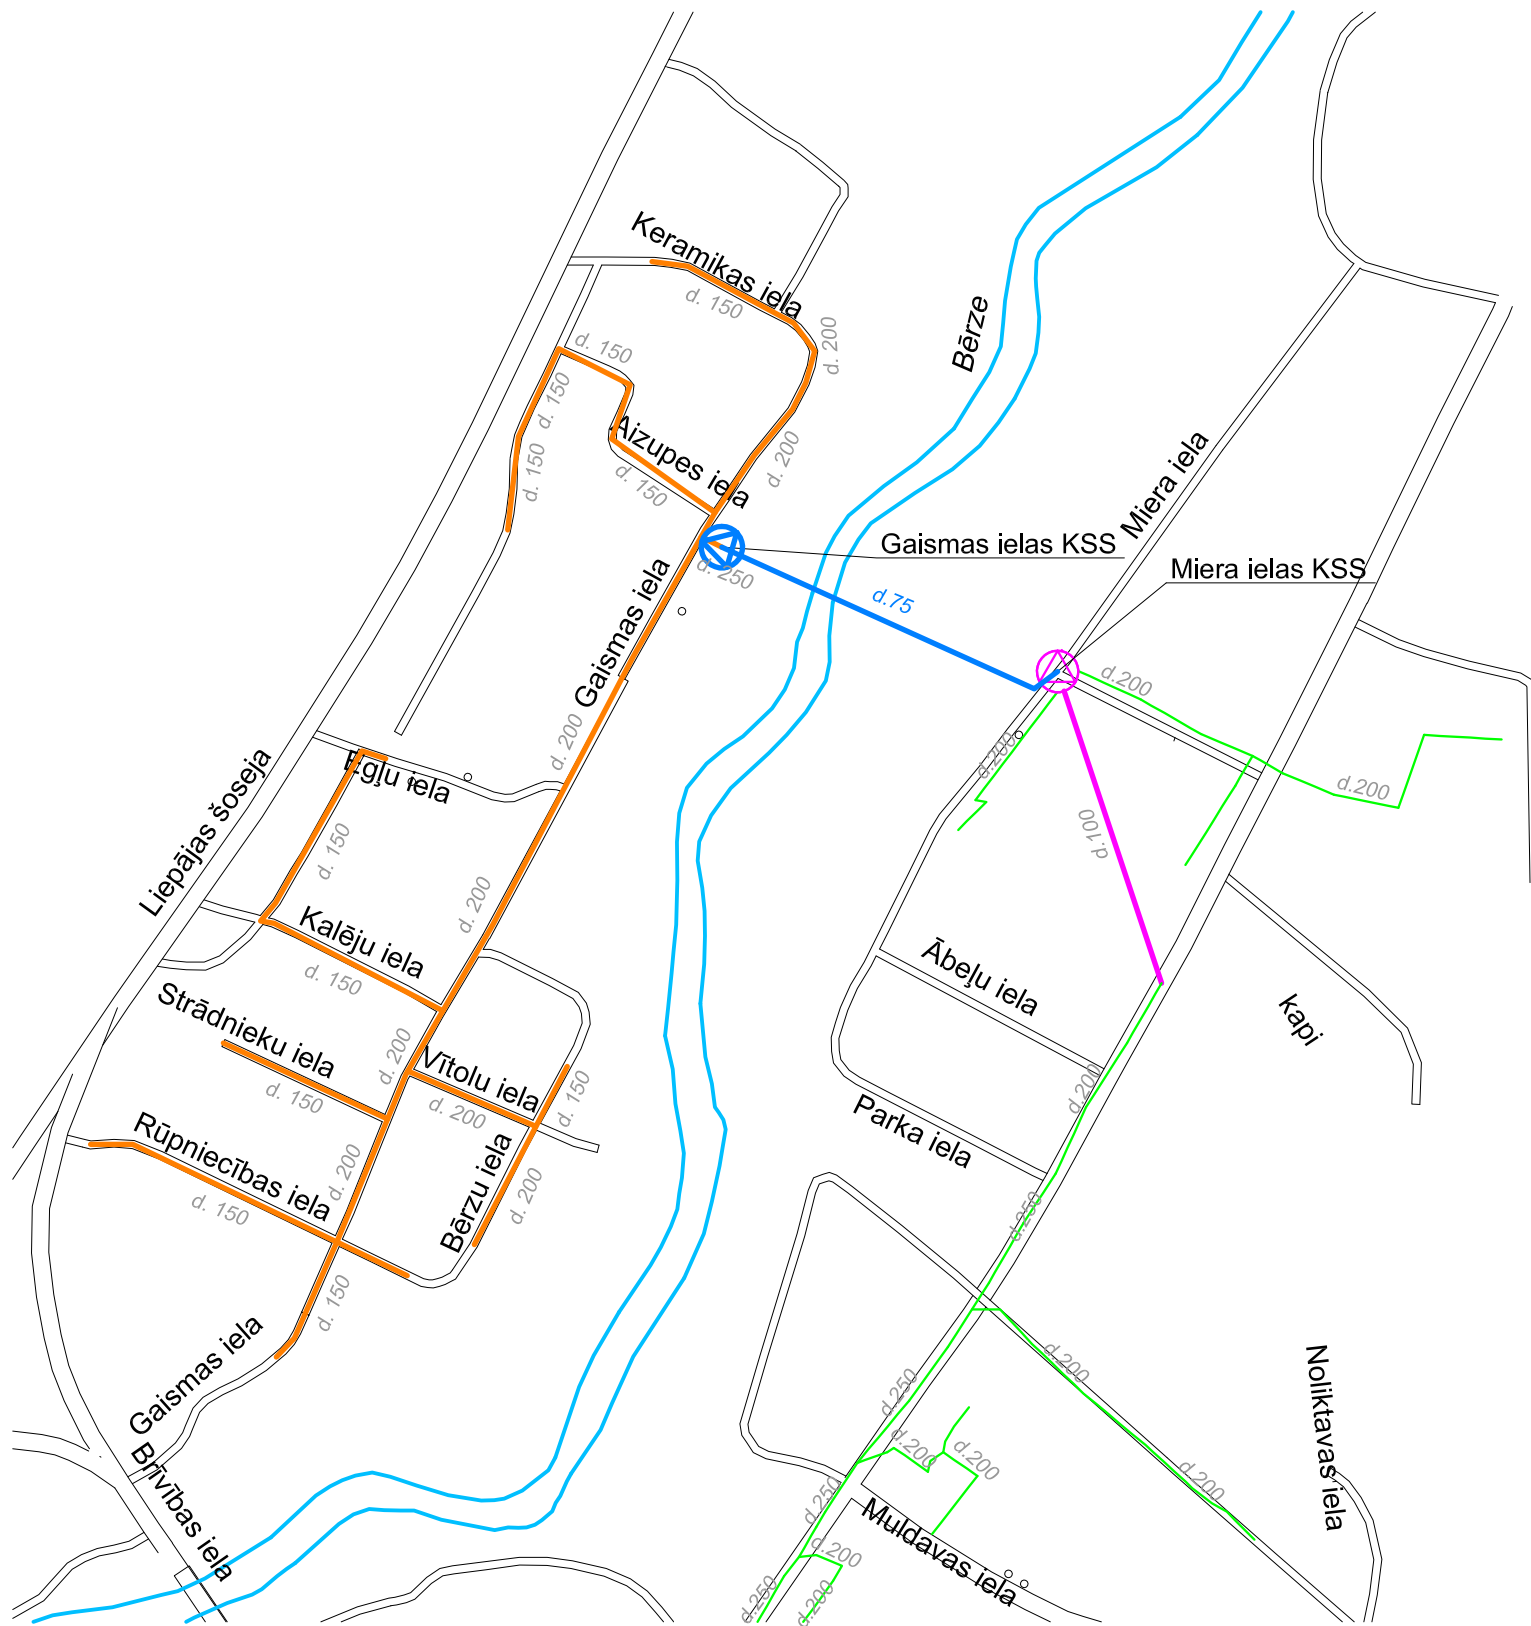 Keramikas iela
d. 150
d. 200
Bērze
d. 150
d. 150
Aizupes iela
d. 200
d. 150
d. 150
Miera iela
Gaismas ielas KSS
Miera ielas KSS
d. 250
d.75
Gaismas iela
d.200
d. 200
d.200
Egļu iela
d.200
Liepājas šoseja
d. 150
d.100
d. 200
Kalēju iela
Ābeļu iela
d. 150
Strādnieku iela
kapi
d. 200
Vītolu iela
d. 150
d. 150
d. 200
d.200
Rūpniecības iela
Parka iela
d. 200
Bērzu iela
d. 200
d. 150
d.250
d. 150
Gaismas iela
d.200
Noliktavas iela
d.250
d.200
d.200
d.200
Brīvības iela
d.250
Muldavas iela
d.200
d.250
d.200